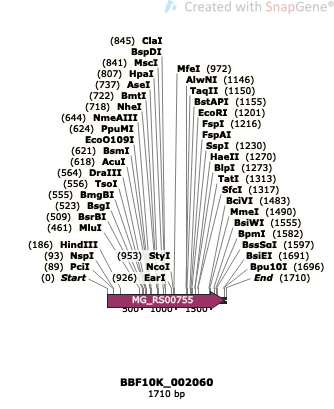 Created with SnapGene®
(845) ClaI
BspDI
(841) MscI
(807) HpaI
(737) AseI
(722) BmtI
(718) NheI
(644) NmeAIII
(624) PpuMI
EcoO109I
(621) BsmI
(618) AcuI
(564) DraIII
(556) TsoI
(555) BmgBI
(523) BsgI
(509) BsrBI
(461) MluI
(186) HindIII
(93) NspI
(89) PciI
(0) Start
(953) StyI
NcoI
(926) EarI
MfeI (972)
AlwNI (1146)
TaqII (1150)
BstAPI (1155)
EcoRI (1201)
FspI (1216)
FspAI
SspI (1230)
HaeII (1270)
BlpI (1273)
TatI (1313)
SfcI (1317)
BciVI (1483)
MmeI (1490)
BsiWI (1555)
BpmI (1582)
BssSαI (1597)
BsiEI (1691)
Bpu10I (1696)
End (1710)
MG_RS00755
500 1000 1500
BBF10K_002060
1710 bp